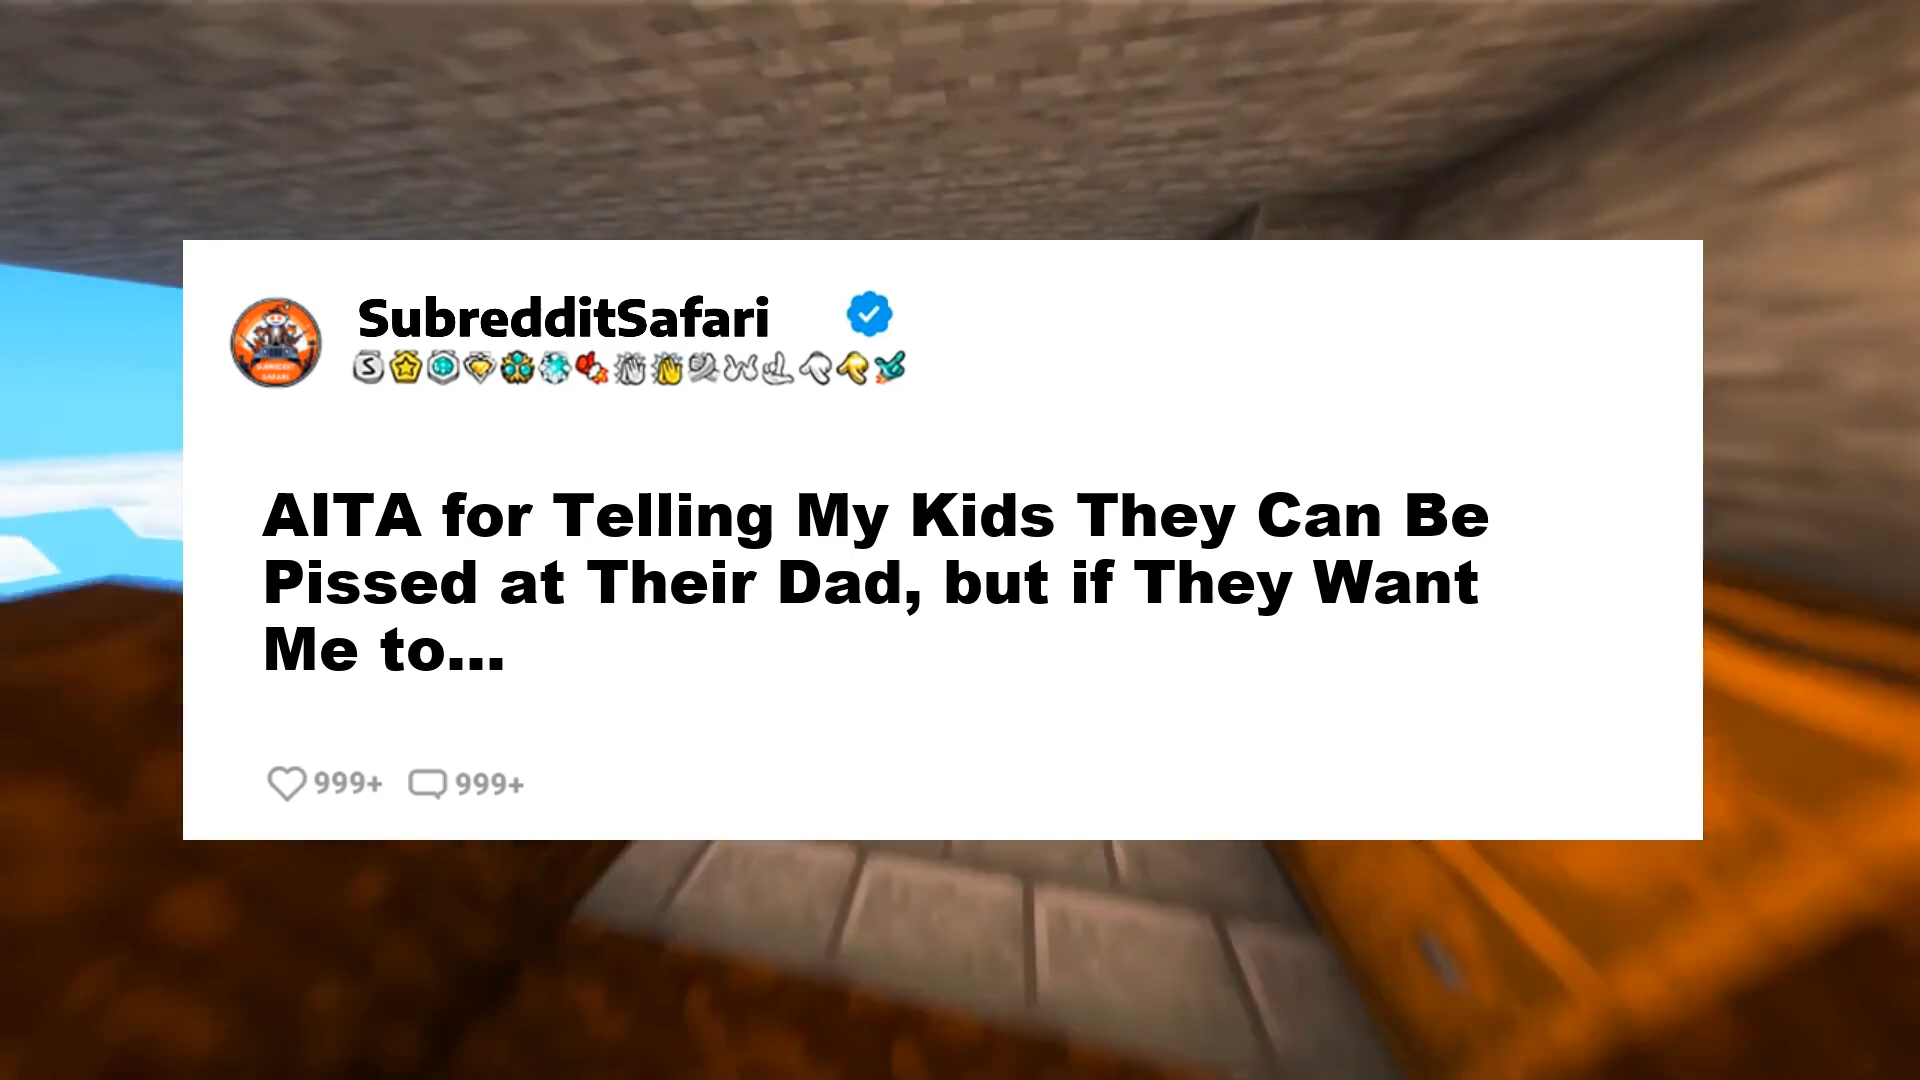 SubredditSafari
AITA for Telling My Kids They Can Be
Pissed at Their Dad, but if They Want
Me to...
999+ 999+